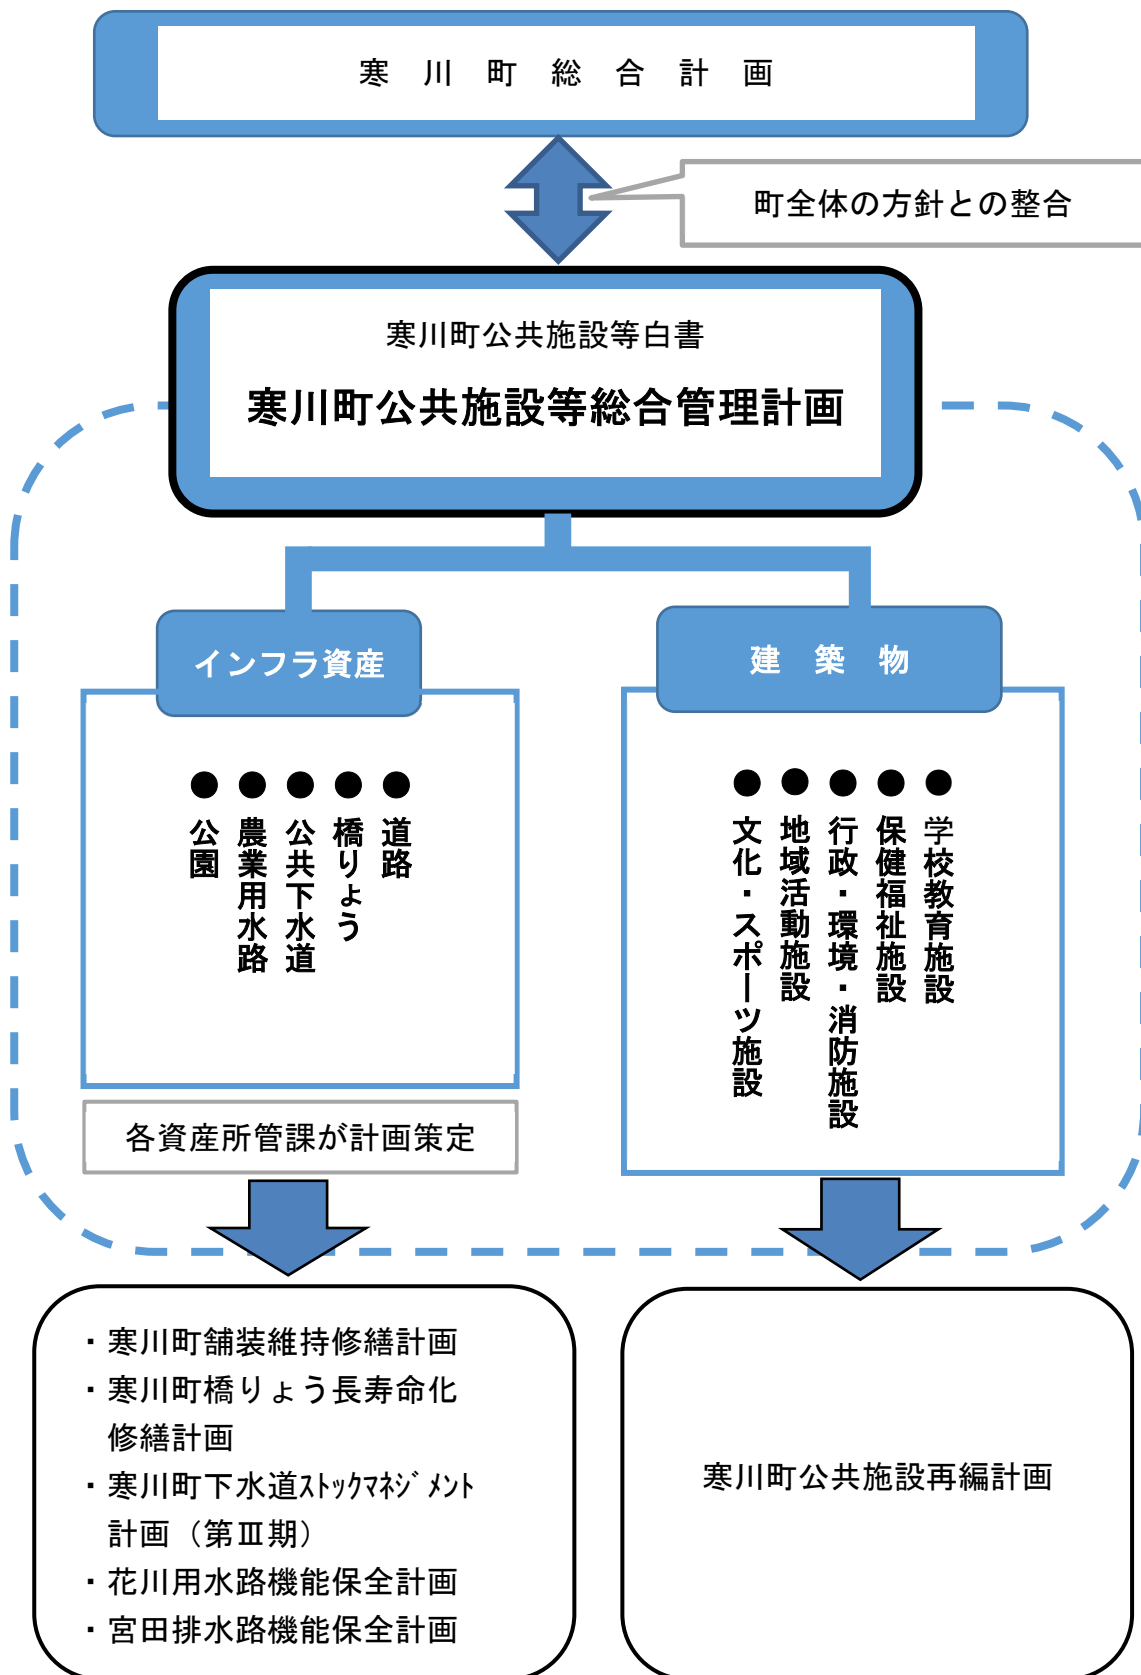 寒 川 町 総 合 計 画
町全体の方針との整合
寒川町公共施設等白書
寒川町公共施設等総合管理計画
インフラ資産
建 築 物
●道路
●橋りょう
●公共下水道
●農業用水路
●公園
●学校教育施設
●保健福祉施設
●行政・環境・消防施設
●地域活動施設
●文化・スポーツ施設
各資産所管課が計画策定
・寒川町舗装維持修繕計画
・寒川町橋りょう長寿命化
修繕計画
・寒川町下水道ｽﾄｯｸﾏﾈｼﾞﾒﾝﾄ
計画（第Ⅲ期）
・花川用水路機能保全計画
・宮田排水路機能保全計画
寒川町公共施設再編計画